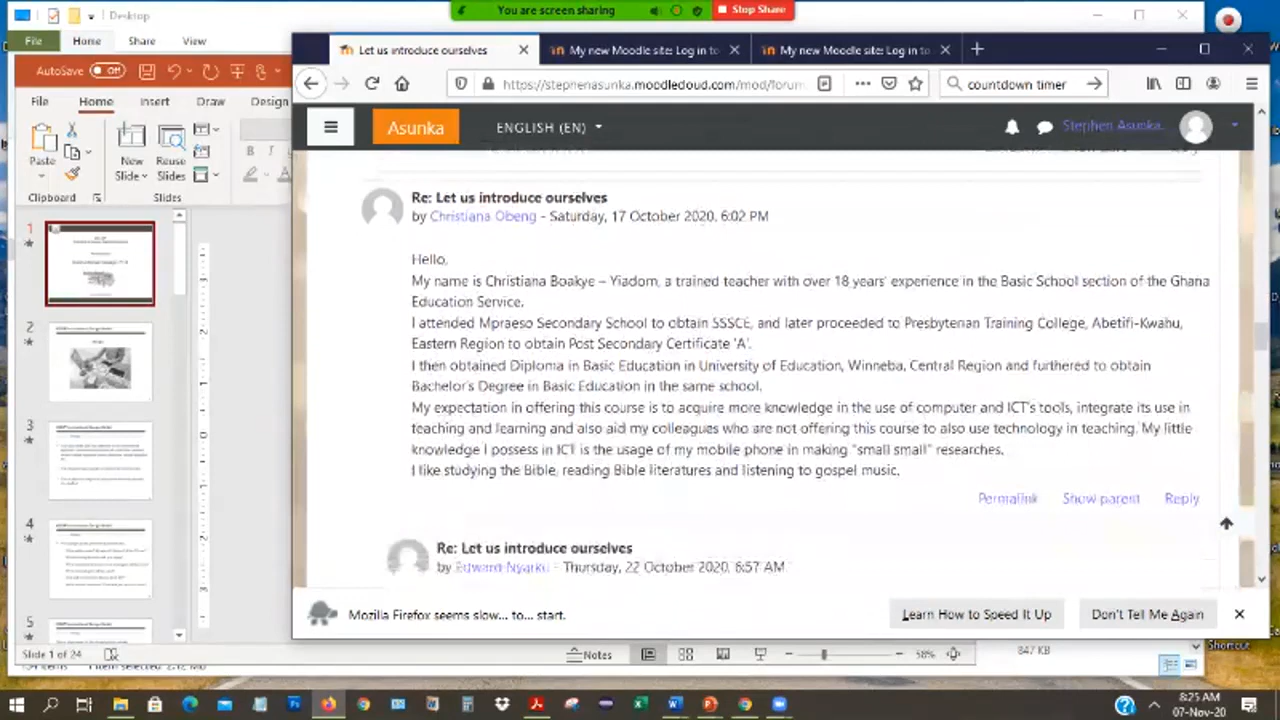 You are screen sharing
Stop Share
Desktop
File
Home
Share
View
AutoSave
Off
File
Home
Insert
Draw
Design
Paste
New
Slide
Reuse
Slides
Clipboard
Slides
1
2
3
4
5
Slide 1 of 24
Notes
58%
847 KB
Let us introduce ourselves
My new Moodle site: Log in to
My new Moodle site: Log in to
https://stephenasunka.moodlecloud.com/mod/forum
countdown timer
Asunka
ENGLISH (EN)
Stephen Asunka
Re: Let us introduce ourselves
by Christiana Obeng - Saturday, 17 October 2020, 6:02 PM
Hello,
My name is Christiana Boakye – Yiadom, a trained teacher with over 18 years' experience in the Basic School section of the Ghana
Education Service.
I attended Mpraeso Secondary School to obtain SSSCE, and later proceeded to Presbyterian Training College, Abetifi-Kwahu,
Eastern Region to obtain Post Secondary Certificate 'A'.
I then obtained Diploma in Basic Education in University of Education, Winneba, Central Region and furthered to obtain
Bachelor's Degree in Basic Education in the same school.
My expectation in offering this course is to acquire more knowledge in the use of computer and ICT's tools, integrate its use in
teaching and learning and also aid my colleagues who are not offering this course to also use technology in teaching. My little
knowledge I possess in ICT is the usage of my mobile phone in making "small small" researches.
I like studying the Bible, reading Bible literatures and listening to gospel music.
Permalink
Show parent
Reply
Re: Let us introduce ourselves
by Edward Nyarko - Thursday, 22 October 2020, 6:57 AM
Mozilla Firefox seems slow... to... start.
Learn How to Speed It Up
Don't Tell Me Again
Shortcut
8:25 AM
07-Nov-20